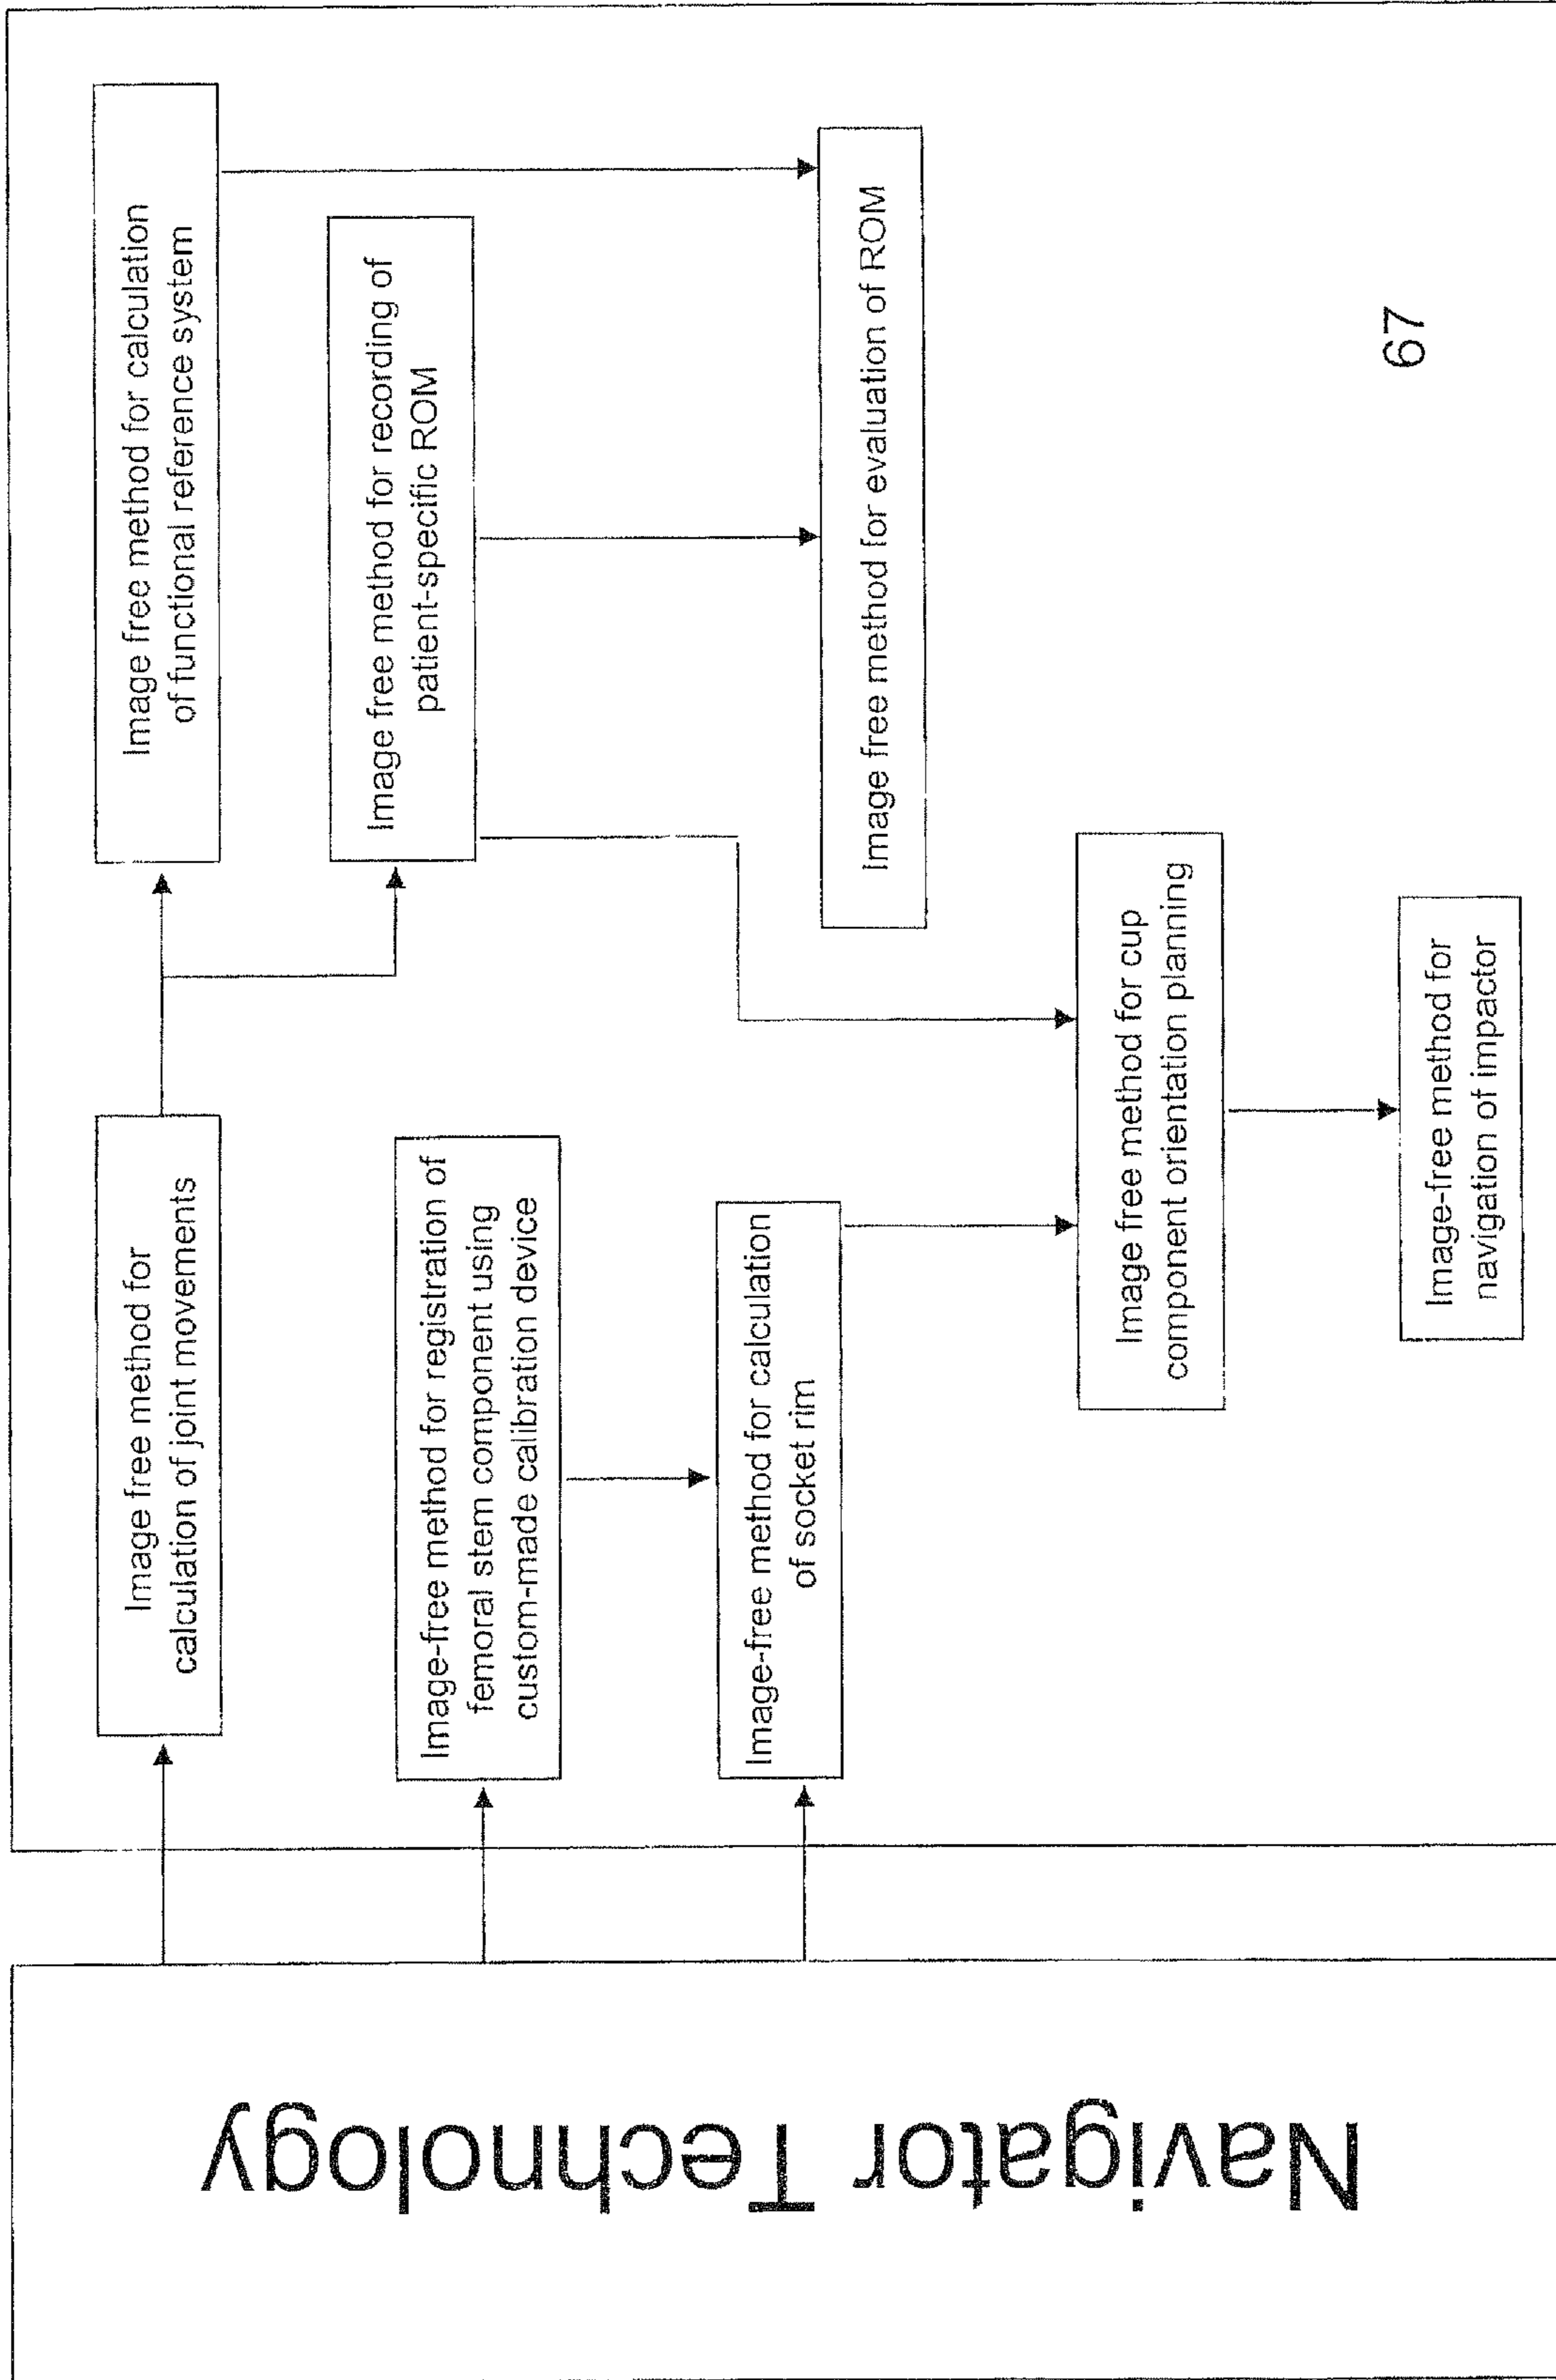 Navigator Technology
Image free method for
calculation of joint movements
Image free method for calculation
of functional reference system
Image free method for recording of
patient-specific ROM
Image-free method for registration of
femoral stem component using
custom-made calibration device
Image-free method for calculation
of socket rim
Image free method for evaluation of ROM
Image free method for cup
component orientation planning
Image-free method for
navigation of impactor
67